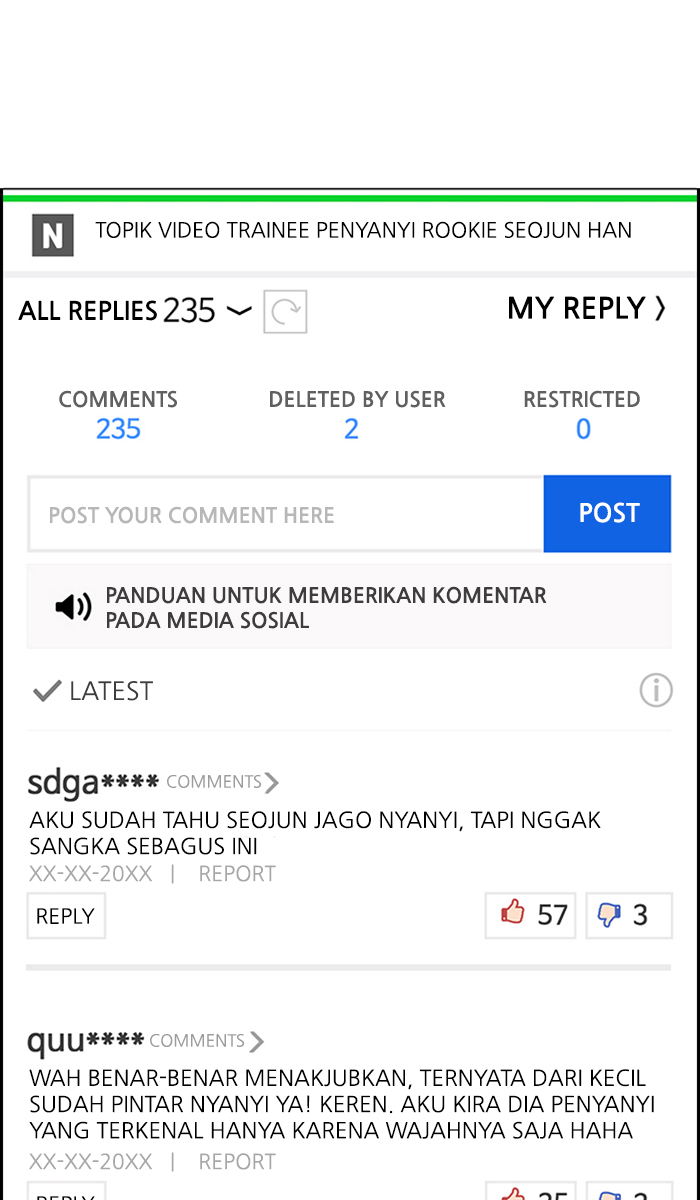 N TOPIK VIDEO TRAINEE PENYANYI ROOKIE SEOJUN HAN
ALL REPLIES 235 MY REPLY
COMMENTS DELETED BY USER RESTRICTED
235 2 0
POST YOUR COMMENT HERE POST
PANDUAN UNTUK MEMBERIKAN KOMENTAR
PADA MEDIA SOSIAL
LATEST
sdga**** COMMENTS
AKU SUDAH TAHU SEOJUN JAGO NYANYI, TAPI NGGAK
SANGKA SEBAGUS INI
XX-XX-20XX | REPORT
REPLY 57 3
quu**** COMMENTS
WAH BENAR-BENAR MENAKJUBKAN, TERNYATA DARI KECIL
SUDAH PINTAR NYANYI YA! KEREN. AKU KIRA DIA PENYANYI
YANG TERKENAL HANYA KARENA WAJAHNYA SAJA HAHA
XX-XX-20XX | REPORT
REPLY